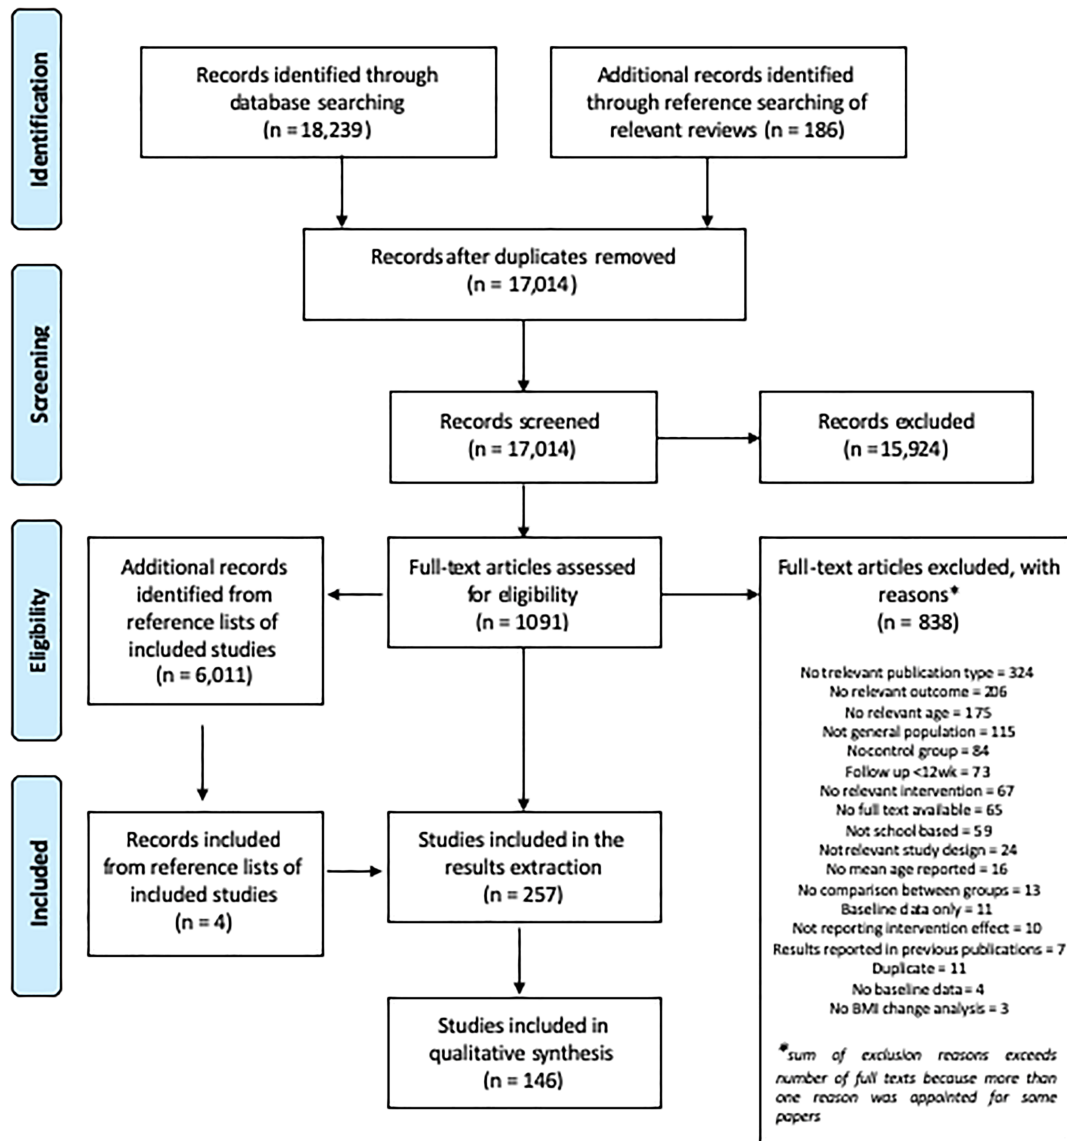 Identification
Records identified through
database searching
(n = 18,239)
Additional records identified
through reference searching of
relevant reviews (n = 186)
Records after duplicates removed
(n = 17,014)
Screening
Records screened
(n = 17,014)
Records excluded
(n =15,924)
Eligibility
Additional records
identified from
reference lists of
included studies
(n = 6,011)
Full-text articles assessed
for eligibility
(n = 1091)
Full-text articles excluded, with
reasons*
(n = 838)
No trelevant publication type = 324
No relevant outcome = 206
No relevant age = 175
Not general population = 115
No control group = 84
Follow up <12wk = 73
No relevant intervention = 67
No full text available = 65
Not school-based = 59
Not relevant study design = 24
No mean age reported = 16
No comparison between groups = 13
Baseline data only = 11
Not reporting intervention effect = 10
Results reported in previous publications = 7
Duplicate = 11
No baseline data = 4
No BMI change analysis = 3
*sum of exclusion reasons exceeds
number of full texts because more than
one reason was appointed for some
papers
Included
Records included
from reference lists of
included studies
(n = 4)
Studies included in the
results extraction
(n = 257)
Studies included in
qualitative synthesis
(n = 146)